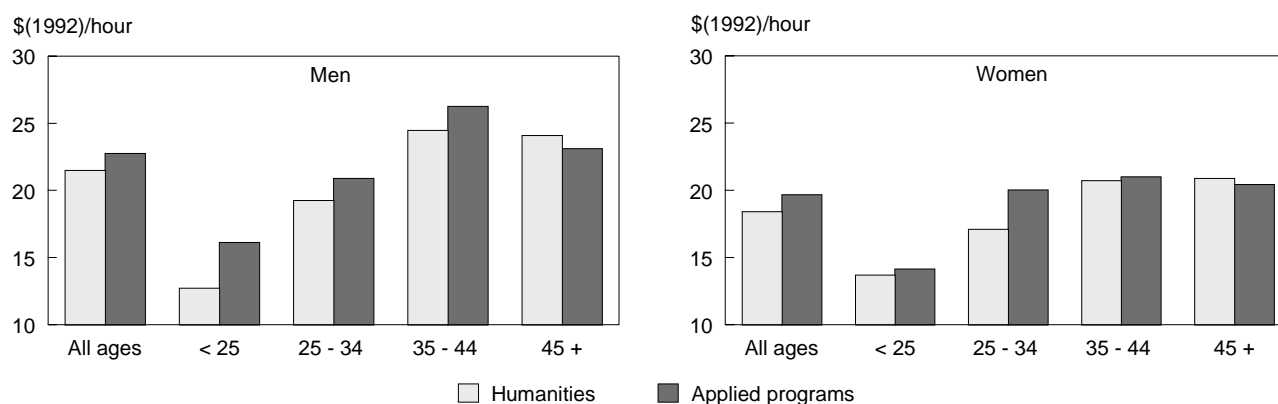 $(1992)/hour
30
25
20
15
10
Men
All ages
< 25
25 - 34
35 - 44
45 +
$(1992)/hour
30
25
20
15
10
Women
All ages
< 25
25 - 34
35 - 44
45 +
Humanities
Applied programs